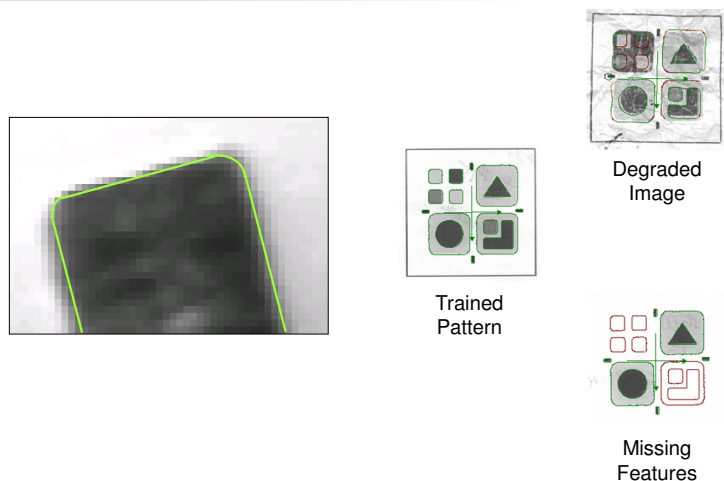 Degraded
Image
Trained
Pattern
Missing
Features